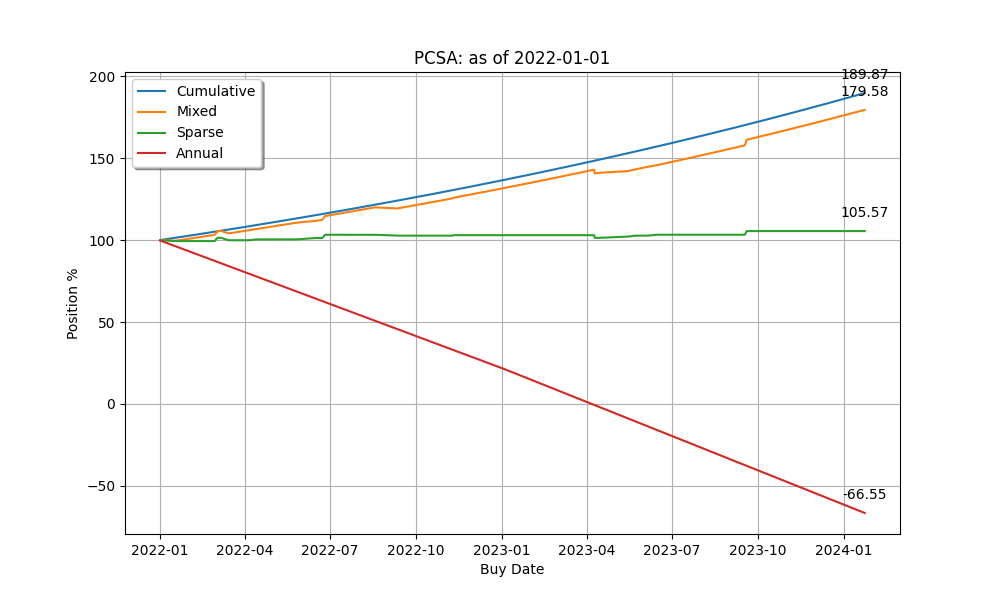 PCSA: as of 2022-01-01
189.87
179.58
105.57
-66.55
Cumulative
Mixed
Sparse
Annual
200
150
100
50
0
−50
Position %
2022-01 2022-04 2022-07 2022-10 2023-01 2023-04 2023-07 2023-10 2024-01
Buy Date